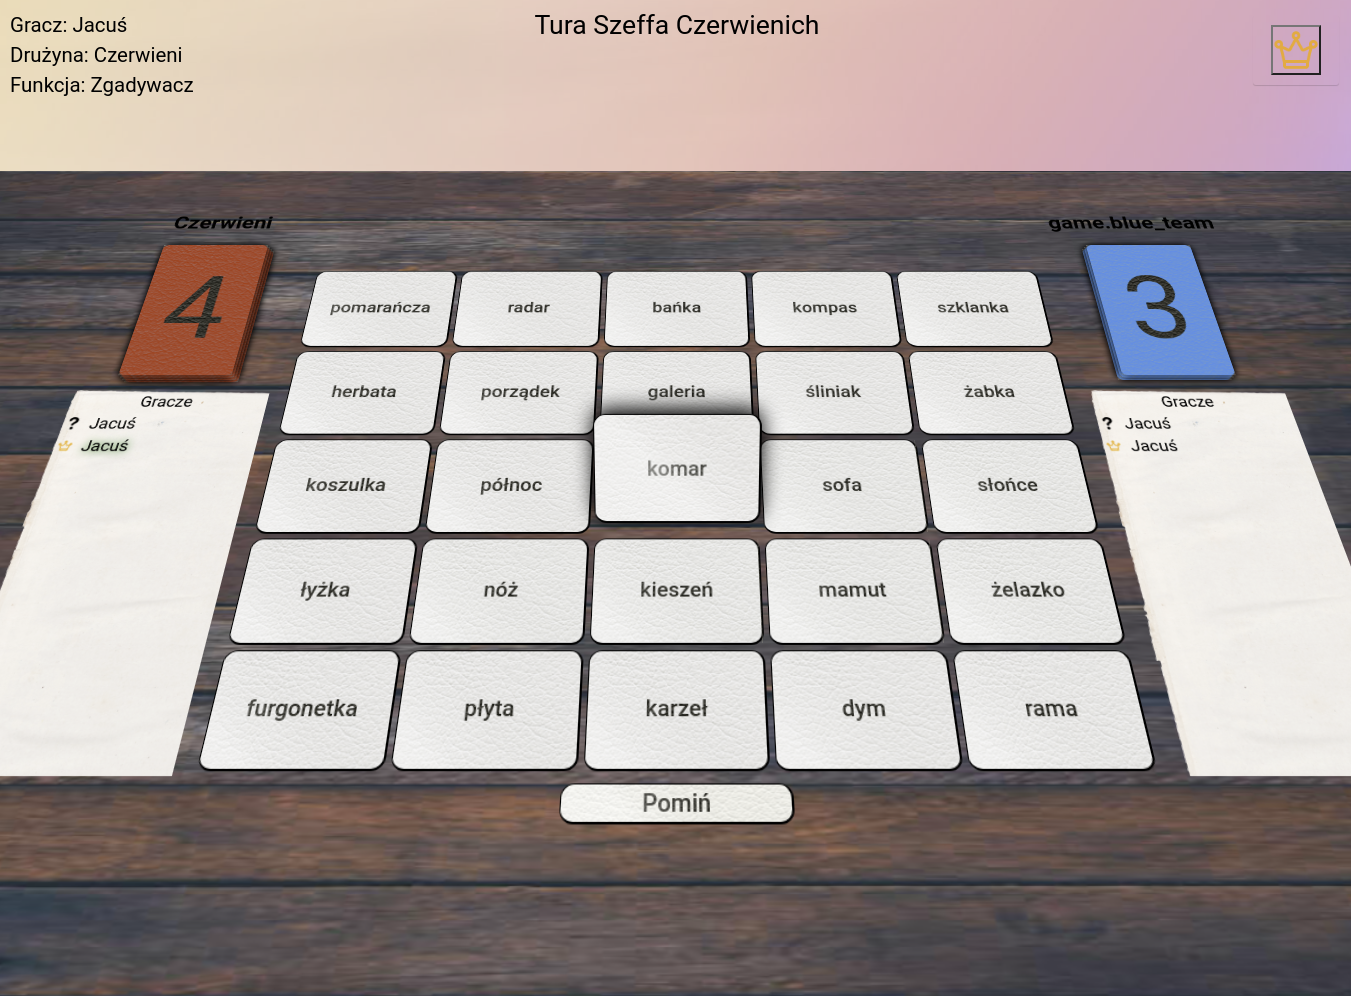 Gracz: Jacuś
Drużyna: Czerwieni
Funkcja: Zgadywacz
Tura Szeffa Czerwienich
Czerwieni
game.blue_team
4
3
pomarańcza radar bańka kompas szklanka
herbata porządek galeria śliniak żabka
Gracze
? Jacuś
Jacuś
Gracze
? Jacuś
Jacuś
koszulka północ komar sofa słońce
łyżka nóż kieszeń mamut żelazko
furgonetka płyta karzeł dym rama
Pomiń